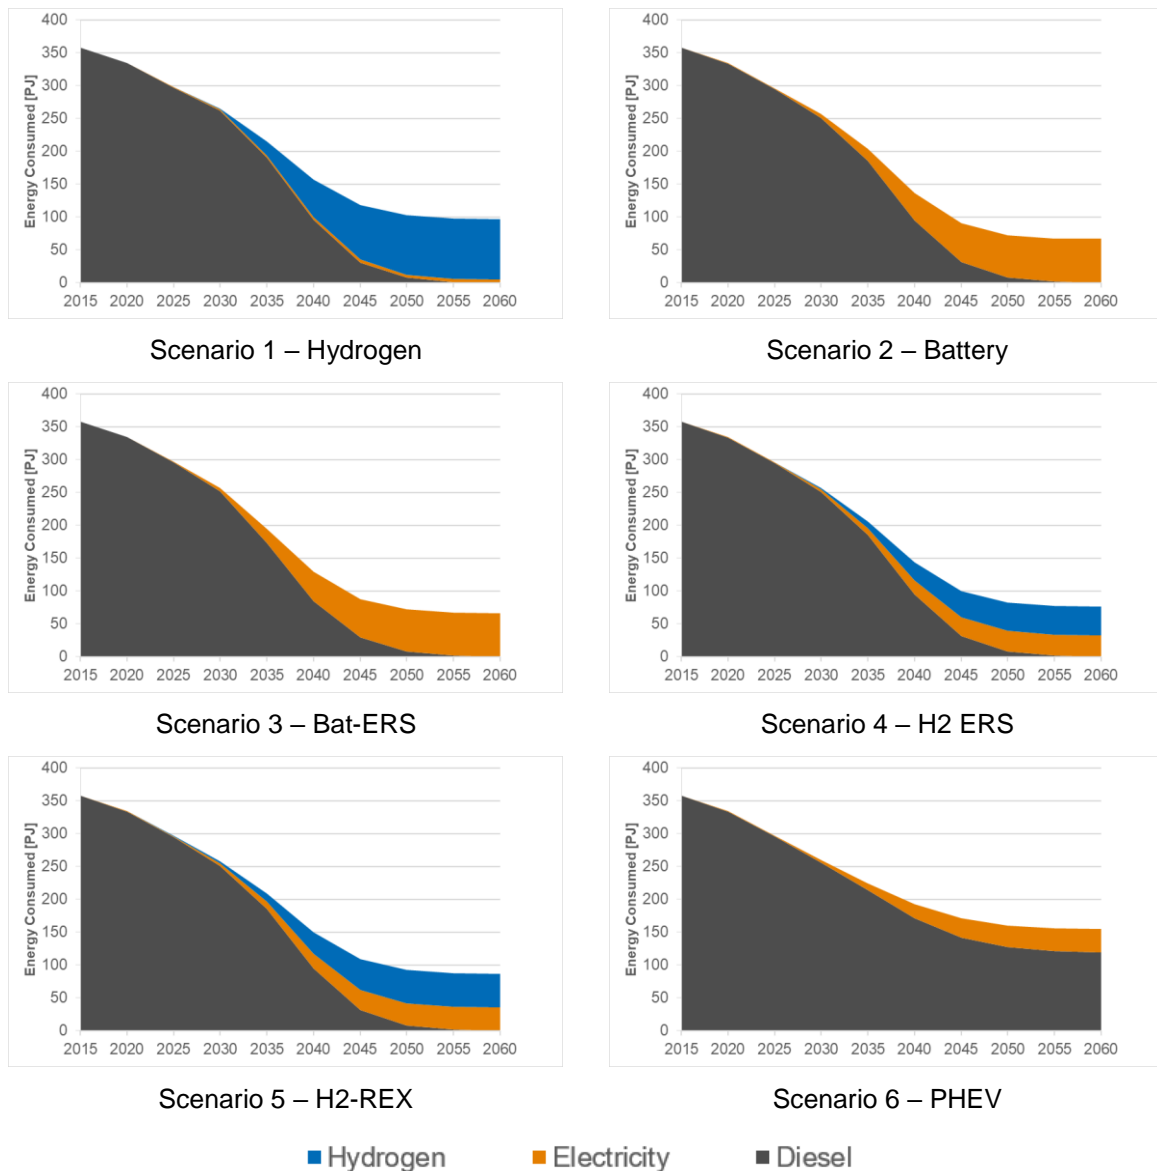 400
350
300
250
200
150
100
50
0
Energy Consumed [PJ]
2015 2020 2025 2030 2035 2040 2045 2050 2055 2060
Scenario 1 – Hydrogen
400
350
300
250
200
150
100
50
0
Energy Consumed [PJ]
2015 2020 2025 2030 2035 2040 2045 2050 2055 2060
Scenario 2 – Battery
400
350
300
250
200
150
100
50
0
Energy Consumed [PJ]
2015 2020 2025 2030 2035 2040 2045 2050 2055 2060
Scenario 3 – Bat-ERS
400
350
300
250
200
150
100
50
0
Energy Consumed [PJ]
2015 2020 2025 2030 2035 2040 2045 2050 2055 2060
Scenario 4 – H2 ERS
400
350
300
250
200
150
100
50
0
Energy Consumed [PJ]
2015 2020 2025 2030 2035 2040 2045 2050 2055 2060
Scenario 5 – H2-REX
400
350
300
250
200
150
100
50
0
Energy Consumed [PJ]
2015 2020 2025 2030 2035 2040 2045 2050 2055 2060
Scenario 6 – PHEV
Hydrogen Electricity Diesel